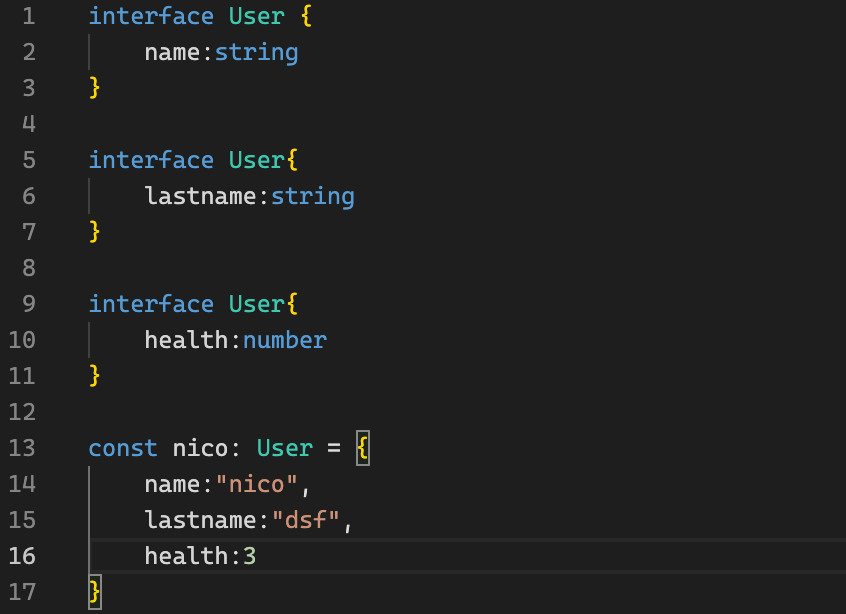 1 interface User {
2 name:string
3 }
4
5 interface User{
6 lastname:string
7 }
8
9 interface User{
10 health:number
11 }
12
13 const nico: User = {
14 name:"nico",
15 lastname:"dsf",
16 health:3
17 }